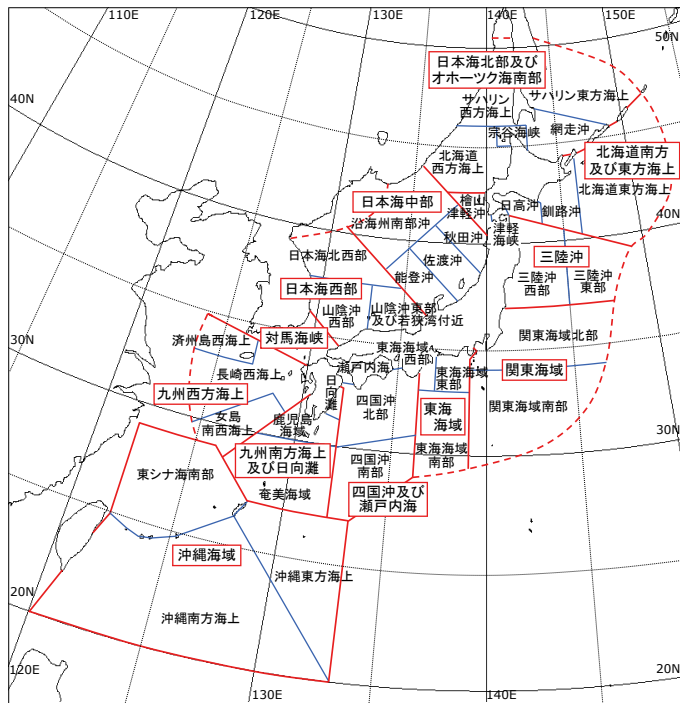 110E
120E
130E
140E
150E
50N
日本海北部及び
オホーツク海南部
サハリン
西方海上
サハリン東方海上
40N
宗谷海峡
網走沖
北海道
西方海上
北海道南方
及び東方海上
北海道東方海上
日本海中部
檜山
津軽沖
日高沖
釧路沖
40N
沿海州南部沖
秋田沖
津軽
海峡
日本海北西部
佐渡沖
三陸沖
能登沖
三陸沖
西部
三陸沖
東部
日本海西部
山陰沖
西部
山陰沖東部
及び若狭湾付近
関東海域北部
30N
済州島西海上
対馬海峡
東海海域
西部
瀬戸内海
長崎西海上
日向灘
東海海域
東部
関東海域
九州西方海上
四国沖
北部
関東海域南部
女島
南西海上
鹿児島
海域
東海
海域
30N
九州南方海上
及び日向灘
東海海域
南部
四国沖
南部
東シナ海南部
奄美海域
四国沖及び
瀬戸内海
沖縄海域
沖縄東方海上
20N
沖縄南方海上
120E
130E
140E
20N